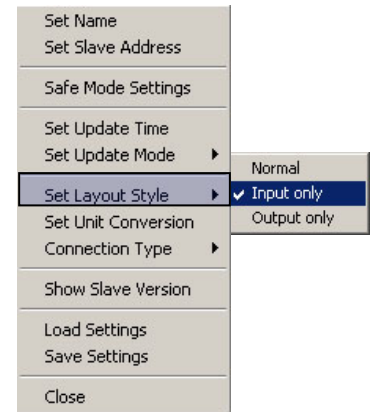 Set Name
Set Slave Address
Safe Mode Settings
Set Update Time
Set Update Mode
Set Layout Style
Set Unit Conversion
Connection Type
Show Slave Version
Load Settings
Save Settings
Close
Normal
Input only
Output only